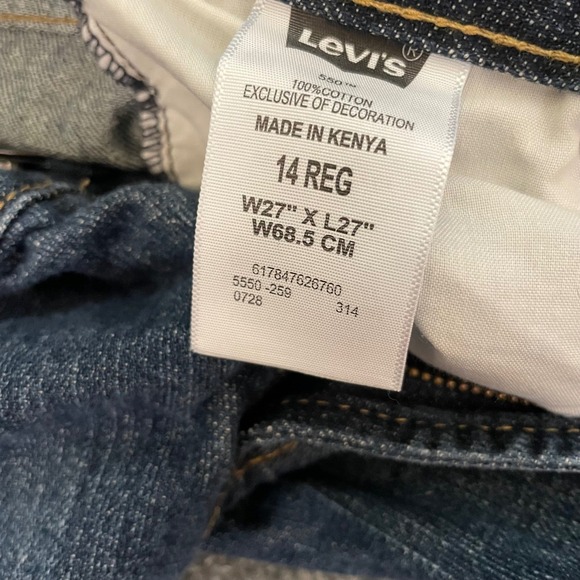 Levi's®
550™
100% COTTON
EXCLUSIVE OF DECORATION
MADE IN KENYA
14 REG
W27" X L27"
W68.5 CM
617847626760
5550 -259
0728 314